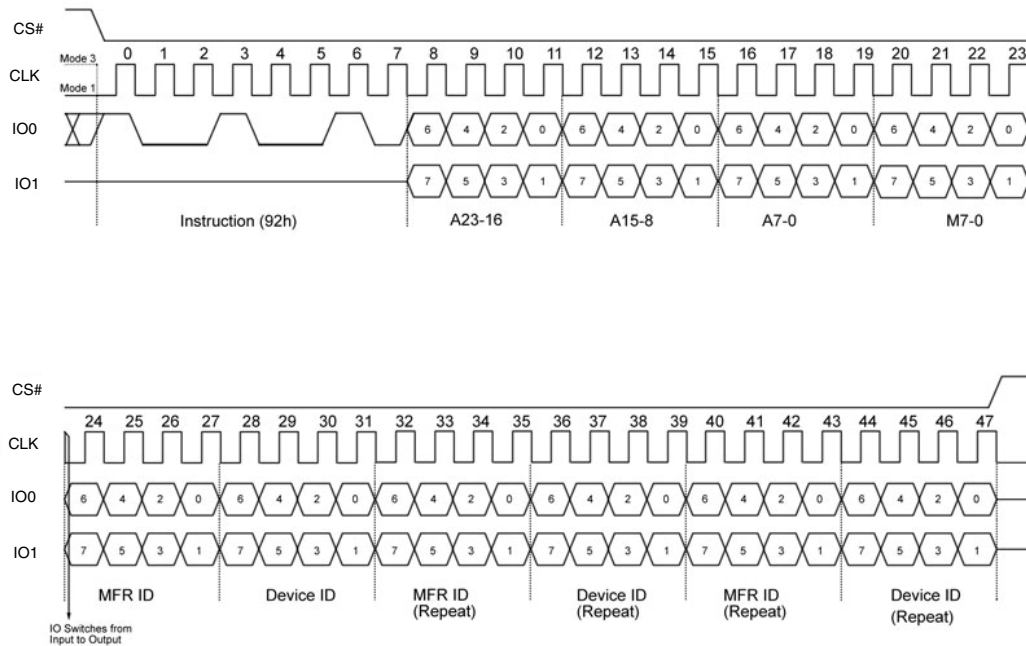 CS#
0 1 2 3 4 5 6 7 8 9 10 11 12 13 14 15 16 17 18 19 20 21 22 23
Mode 3
CLK
Mode 1
IO0 6 4 2 0 6 4 2 0 6 4 2 0 6 4 2 0
IO1 7 5 3 1 7 5 3 1 7 5 3 1 7 5 3 1
Instruction (92h) A23-16 A15-8 A7-0 M7-0
CS#
24 25 26 27 28 29 30 31 32 33 34 35 36 37 38 39 40 41 42 43 44 45 46 47
CLK
IO0 6 4 2 0 6 4 2 0 6 4 2 0 6 4 2 0 6 4 2 0 6 4 2 0
IO1 7 5 3 1 7 5 3 1 7 5 3 1 7 5 3 1 7 5 3 1 7 5 3 1
MFR ID Device ID MFR ID Device ID MFR ID Device ID
(Repeat) (Repeat) (Repeat) (Repeat)
IO Switches from
Input to Output